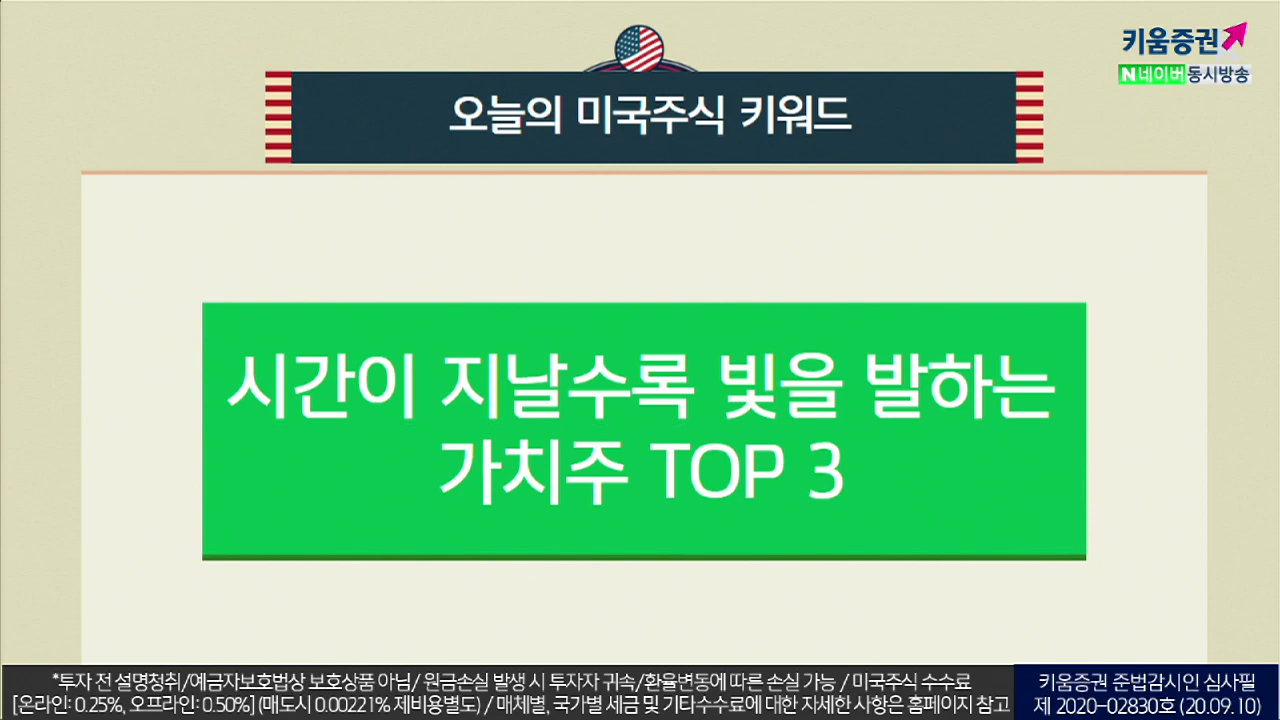 키움증권
N 네이버 동시방송
오늘의 미국주식 키워드
시간이 지날수록 빛을 발하는
가치주 TOP 3
*투자 전 설명청취/예금자보호법상 보호상품 아님/ 원금손실 발생 시 투자자 귀속/환율변동에 따른 손실 가능 / 미국주식 수수료
[온라인: 0.25%, 오프라인: 0.50%] (매도시 0.00221% 제비용별도) / 매체별, 국가별 세금 및 기타수수료에 대한 자세한 사항은 홈페이지 참고
키움증권 준법감시인 심사필
제 2020-02830호 (20.09.10)